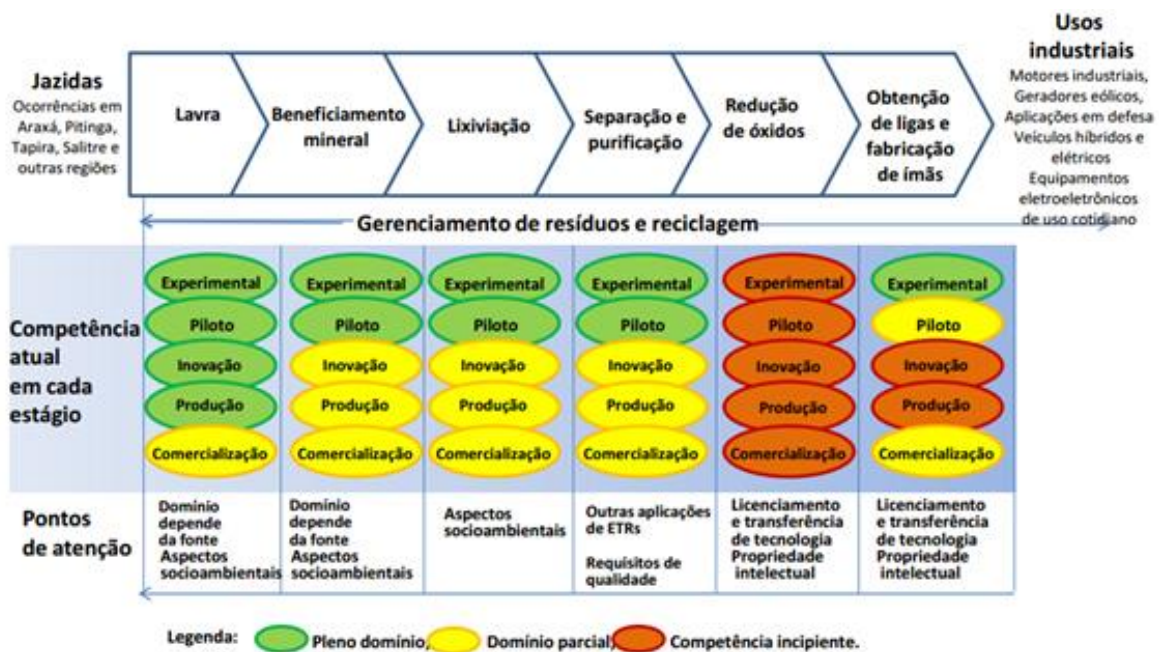 Jazidas
Ocorrências em
Araxá, Pitinga,
Tapira, Salitre e
outras regiões
Lavra
Beneficiamento
mineral
Lixiviação
Separação e
purificação
Redução
de óxidos
Obtenção
de ligas e
fabricação
de ímãs
Usos
industriais
Motores industriais,
Geradores eólicos,
Aplicações em defesa
Veículos híbridos e
elétricos
Equipamentos
eletroeletrônicos
de uso cotidiano
Gerenciamento de resíduos e reciclagem
Competência
atual
em cada
estágio
Experimental
Piloto
Inovação
Produção
Comercialização
Experimental
Piloto
Inovação
Produção
Comercialização
Experimental
Piloto
Inovação
Produção
Comercialização
Experimental
Piloto
Inovação
Produção
Comercialização
Experimental
Piloto
Inovação
Produção
Comercialização
Experimental
Piloto
Inovação
Produção
Comercialização
Pontos
de atenção
Domínio
depende
da fonte
Aspectos
socioambientais
Domínio
depende
da fonte
Aspectos
socioambientais
Aspectos
socioambientais
Outras aplicações
de ETRs
Requisitos de
qualidade
Licenciamento
e transferência
de tecnologia
Propriedade
intelectual
Licenciamento
e transferência
de tecnologia
Propriedade
intelectual
Legenda: Pleno domínio, Domínio parcial, Competência incipiente.